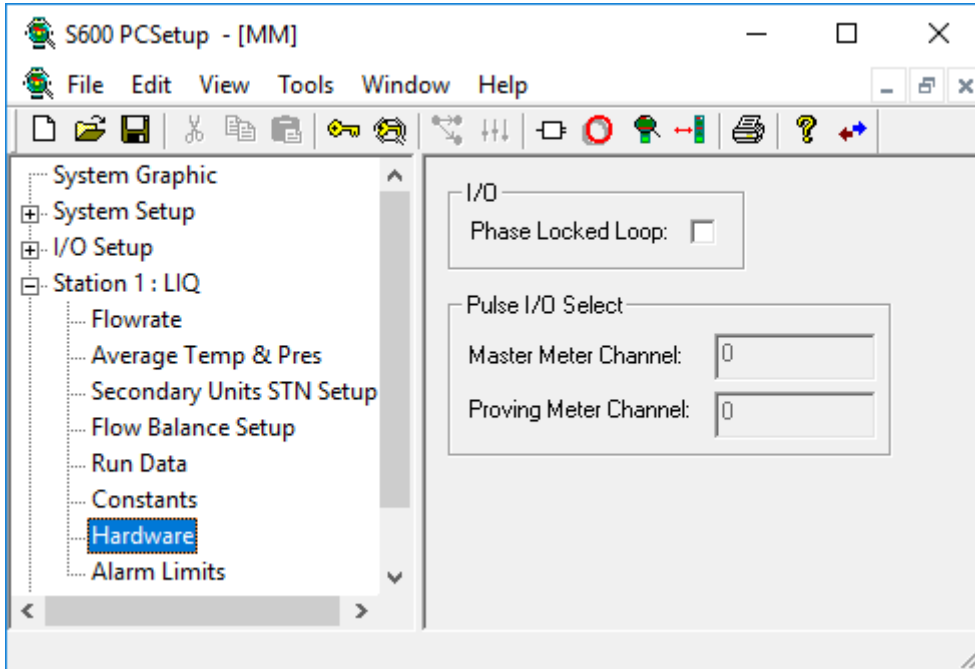 S600 PCSetup - [MM]
File Edit View Tools Window Help
System Graphic
System Setup
I/O Setup
Station 1 : LIQ
Flowrate
Average Temp & Pres
Secondary Units STN Setup
Flow Balance Setup
Run Data
Constants
Hardware
Alarm Limits
I/O
Phase Locked Loop:
Pulse I/O Select
Master Meter Channel: 0
Proving Meter Channel: 0